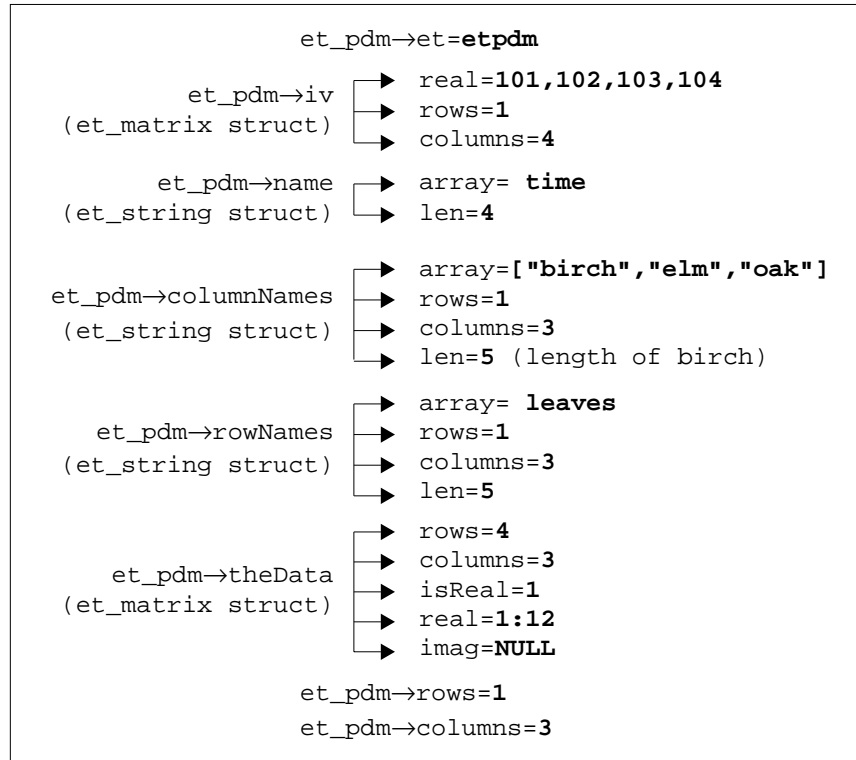 et_pdm→et=etpdm
et_pdm→iv
(et_matrix struct)
real=101,102,103,104
rows=1
columns=4
et_pdm→name
(et_string struct)
array= time
len=4
et_pdm→columnNames
(et_string struct)
array=["birch","elm","oak"]
rows=1
columns=3
len=5 (length of birch)
et_pdm→rowNames
(et_string struct)
array= leaves
rows=1
columns=3
len=5
et_pdm→theData
(et_matrix struct)
rows=4
columns=3
isReal=1
real=1:12
imag=NULL
et_pdm→rows=1
et_pdm→columns=3